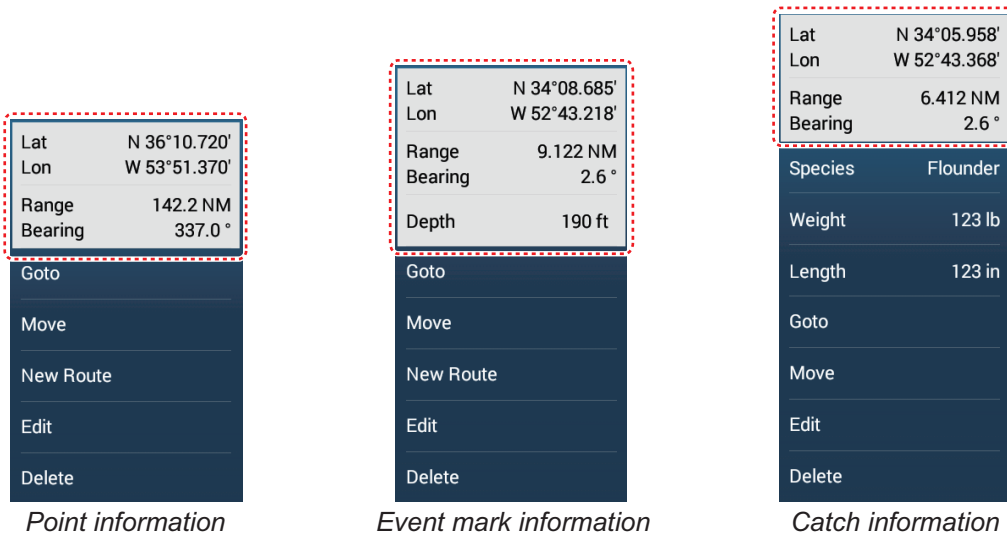 Lat N 36°10.720'
Lon W 53°51.370'
Range 142.2 NM
Bearing 337.0 °
Goto
Move
New Route
Edit
Delete
Point information
Lat N 34°08.685'
Lon W 52°43.218'
Range 9.122 NM
Bearing 2.6 °
Depth 190 ft
Goto
Move
New Route
Edit
Delete
Event mark information
Lat N 34°05.958'
Lon W 52°43.368'
Range 6.412 NM
Bearing 2.6 °
Species Flounder
Weight 123 lb
Length 123 in
Goto
Move
Edit
Delete
Catch information